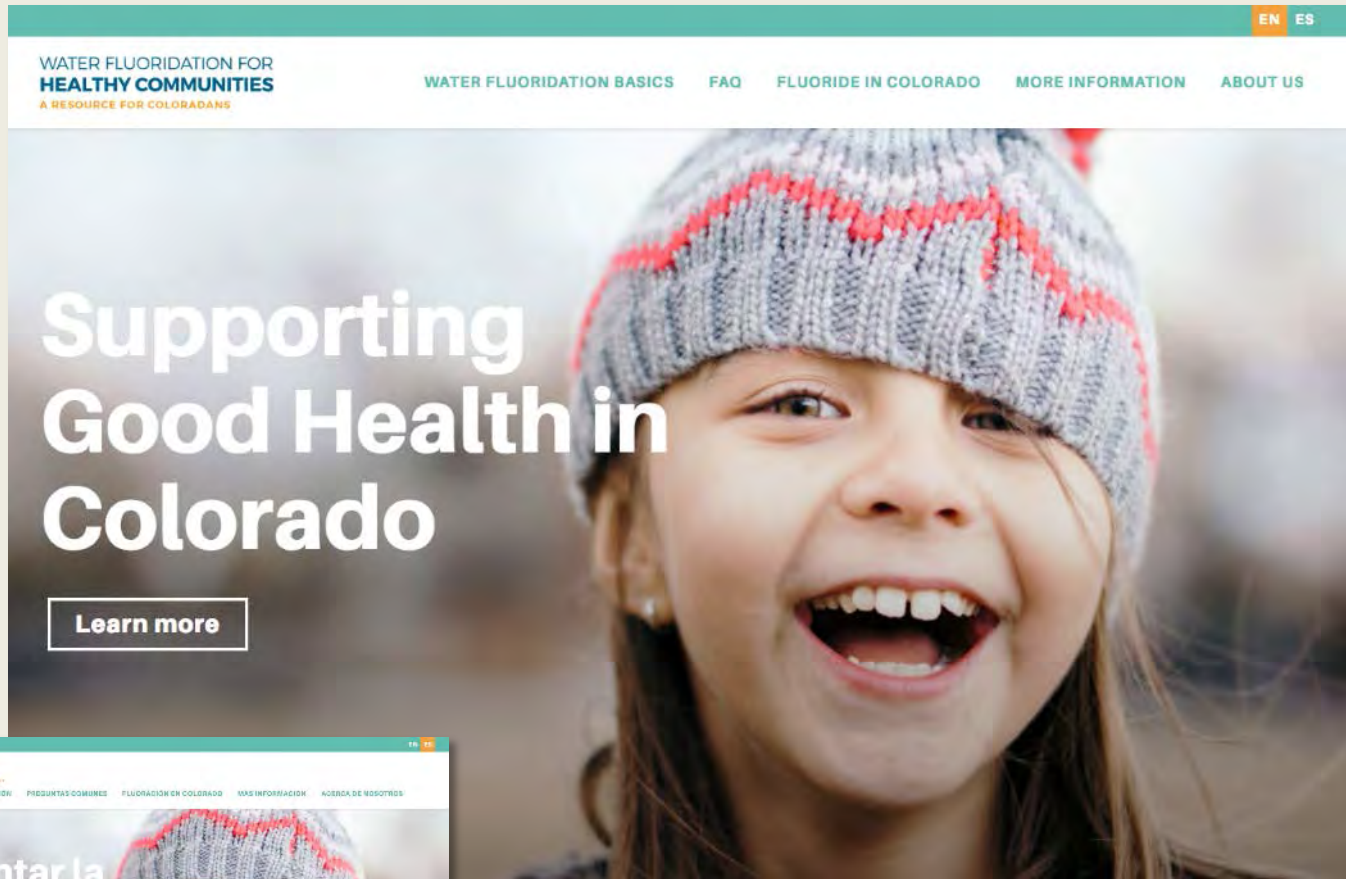 EN ES
WATER FLUORIDATION FOR
HEALTHY COMMUNITIES
A RESOURCE FOR COLORADANS
WATER FLUORIDATION BASICS FAQ FLUORIDE IN COLORADO MORE INFORMATION ABOUT US
Supporting
Good Health in
Colorado
Learn more
EN ES
PREGUNTAS COMUNES FLUORACIÓN EN COLORADO MAS INFORMACIÓN ACERCA DE NOSOTROS
la